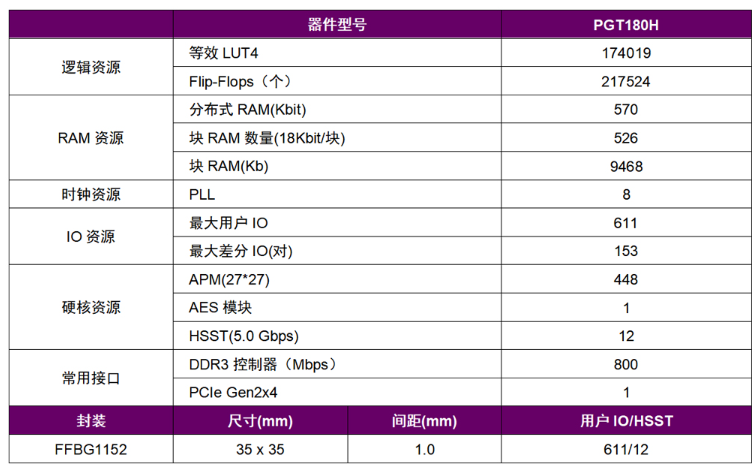 器件型号 PGT180H
逻辑资源 等效 LUT4 174019
Flip-Flops（个） 217524
RAM 资源 分布式 RAM(Kbit) 570
块 RAM 数量(18Kbit/块) 526
块 RAM(Kb) 9468
时钟资源 PLL 8
IO 资源 最大用户 IO 611
最大差分 IO(对) 153
硬核资源 APM(27*27) 448
AES 模块 1
HSST(5.0 Gbps) 12
常用接口 DDR3 控制器（Mbps） 800
PCIe Gen2x4 1
封装 尺寸(mm) 间距(mm) 用户 IO/HSST
FFBG1152 35 x 35 1.0 611/12